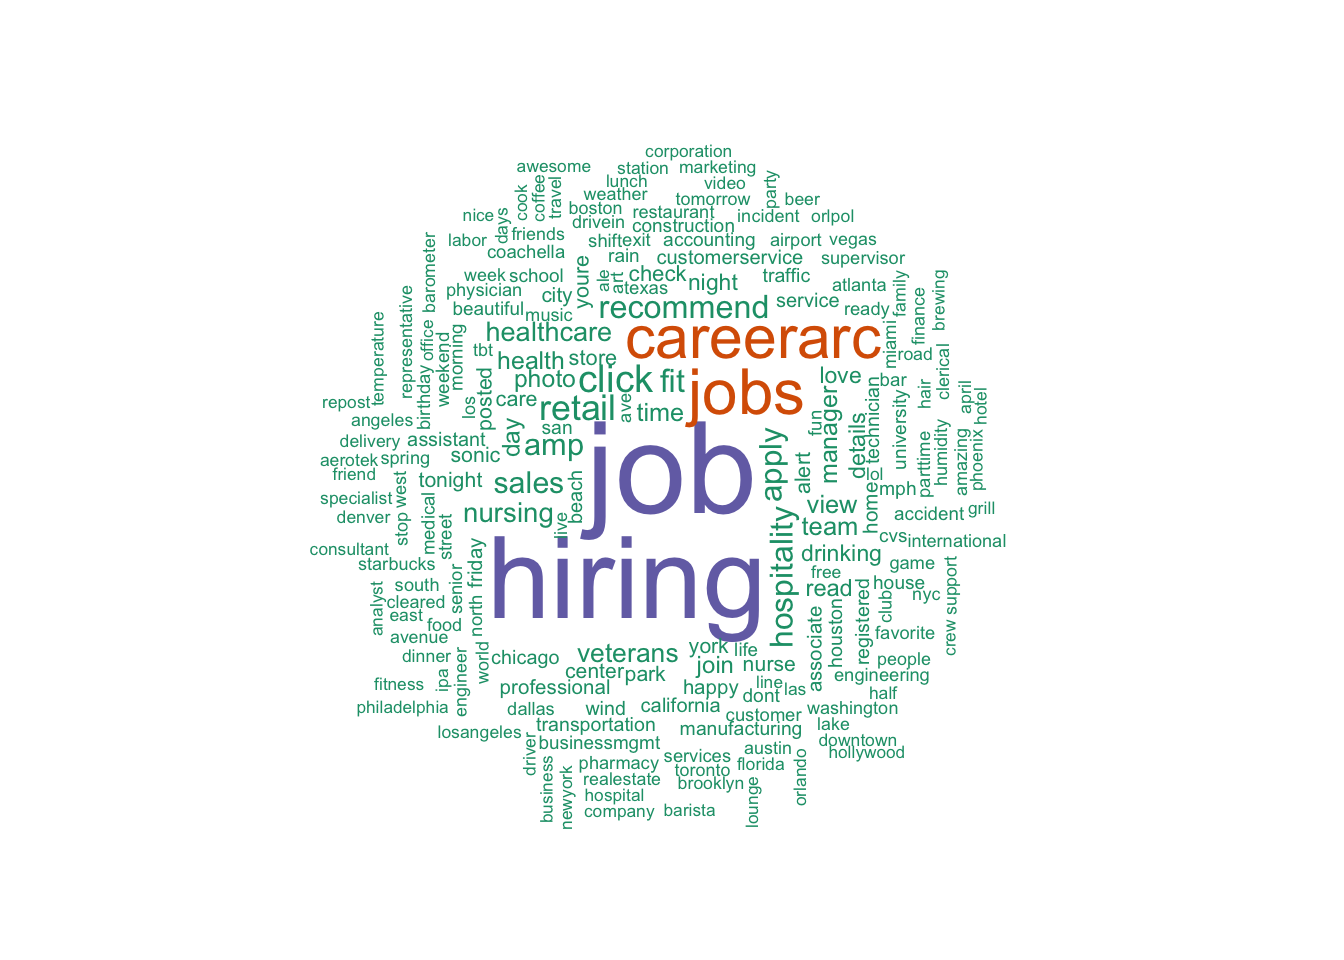 corporation
awesome
station
marketing
lunch
video
party
cook
coffee
travel
weather
tomorrow
beer
nice
days
boston
restaurant
incident
orlpol
drivein
construction
labor
friends
shift
exit
accounting
airport
vegas
coachella
rain
customerservice
supervisor
barometer
week
school
youre
ale
art
check
night
traffic
physician
city
texas
atlanta
family
finance
brewing
beautiful
music
recommend
service
ready
temperature
representative
office
weekend
morning
healthcare
careerarc
miami
road
tbt
health
store
clerical
birthday
photo
click
fit
love
bar
hair
april
hotel
repost
los
posted
care
retail
ave
time
jobs
manager
fun
technician
university
angeles
san
day
amp
job
apply
alert
details
parttime
humidity
amazing
phoenix
delivery
assistant
sonic
aerotek
spring
friend
west
tonight
sales
beach
lol
mph
home
specialist
stop
medical
nursing
live
view
accident
grill
denver
street
team
cvs
international
consultant
starbucks
friday
hiring
hospitality
drinking
game
free
analyst
south
senior
north
read
house
nyc
crew
support
cleared
east
food
associate
houston
registered
club
avenue
favorite
dinner
world
chicago
veterans
york
life
people
fitness
ipa
engineer
center
park
join
nurse
engineering
professional
happy
line
las
half
philadelphia
dallas
wind
california
dont
customer
washington
losangeles
transportation
manufacturing
lake
driver
businessmgmt
austin
downtown
hollywood
services
pharmacy
toronto
florida
business
newyork
realestate
brooklyn
orlando
hospital
lounge
company
barista